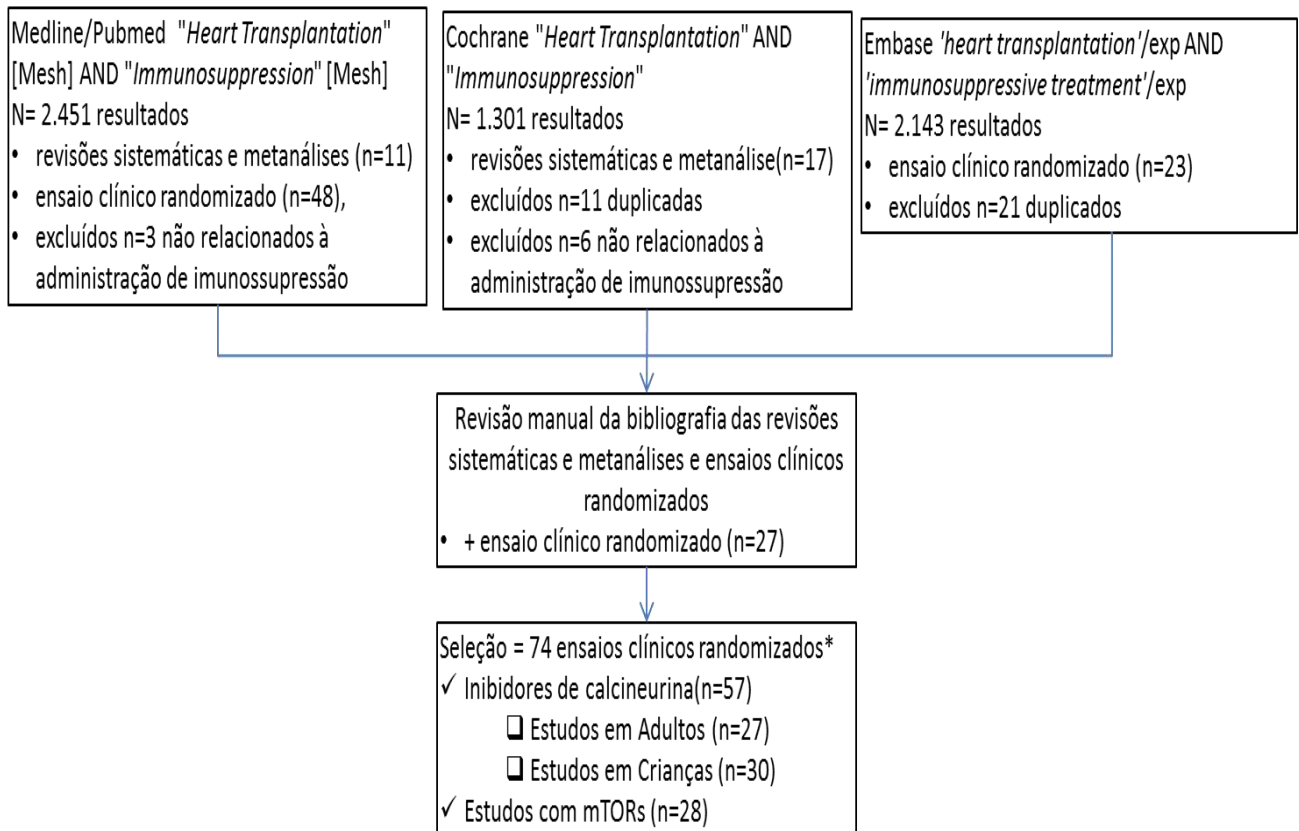 Medline/Pubmed "Heart Transplantation"
[Mesh] AND "Immunosuppression" [Mesh]
N= 2.451 resultados
• revisões sistemáticas e metanálises (n=11)
• ensaio clínico randomizado (n=48),
• excluídos n=3 não relacionados à
administração de imunossupressão
Cochrane "Heart Transplantation" AND
"Immunosuppression"
N= 1.301 resultados
• revisões sistemáticas e metanálise(n=17)
• excluídos n=11 duplicadas
• excluídos n=6 não relacionados à
administração de imunossupressão
Embase 'heart transplantation'/exp AND
'immunosuppressive treatment'/exp
N= 2.143 resultados
• ensaio clínico randomizado (n=23)
• excluídos n=21 duplicados
Revisão manual da bibliografia das revisões
sistemáticas e metanálises e ensaios clínicos
randomizados
• + ensaio clínico randomizado (n=27)
Seleção = 74 ensaios clínicos randomizados*
✓ Inibidores de calcineurina(n=57)
❑ Estudos em Adultos (n=27)
❑ Estudos em Crianças (n=30)
✓ Estudos com mTORs (n=28)